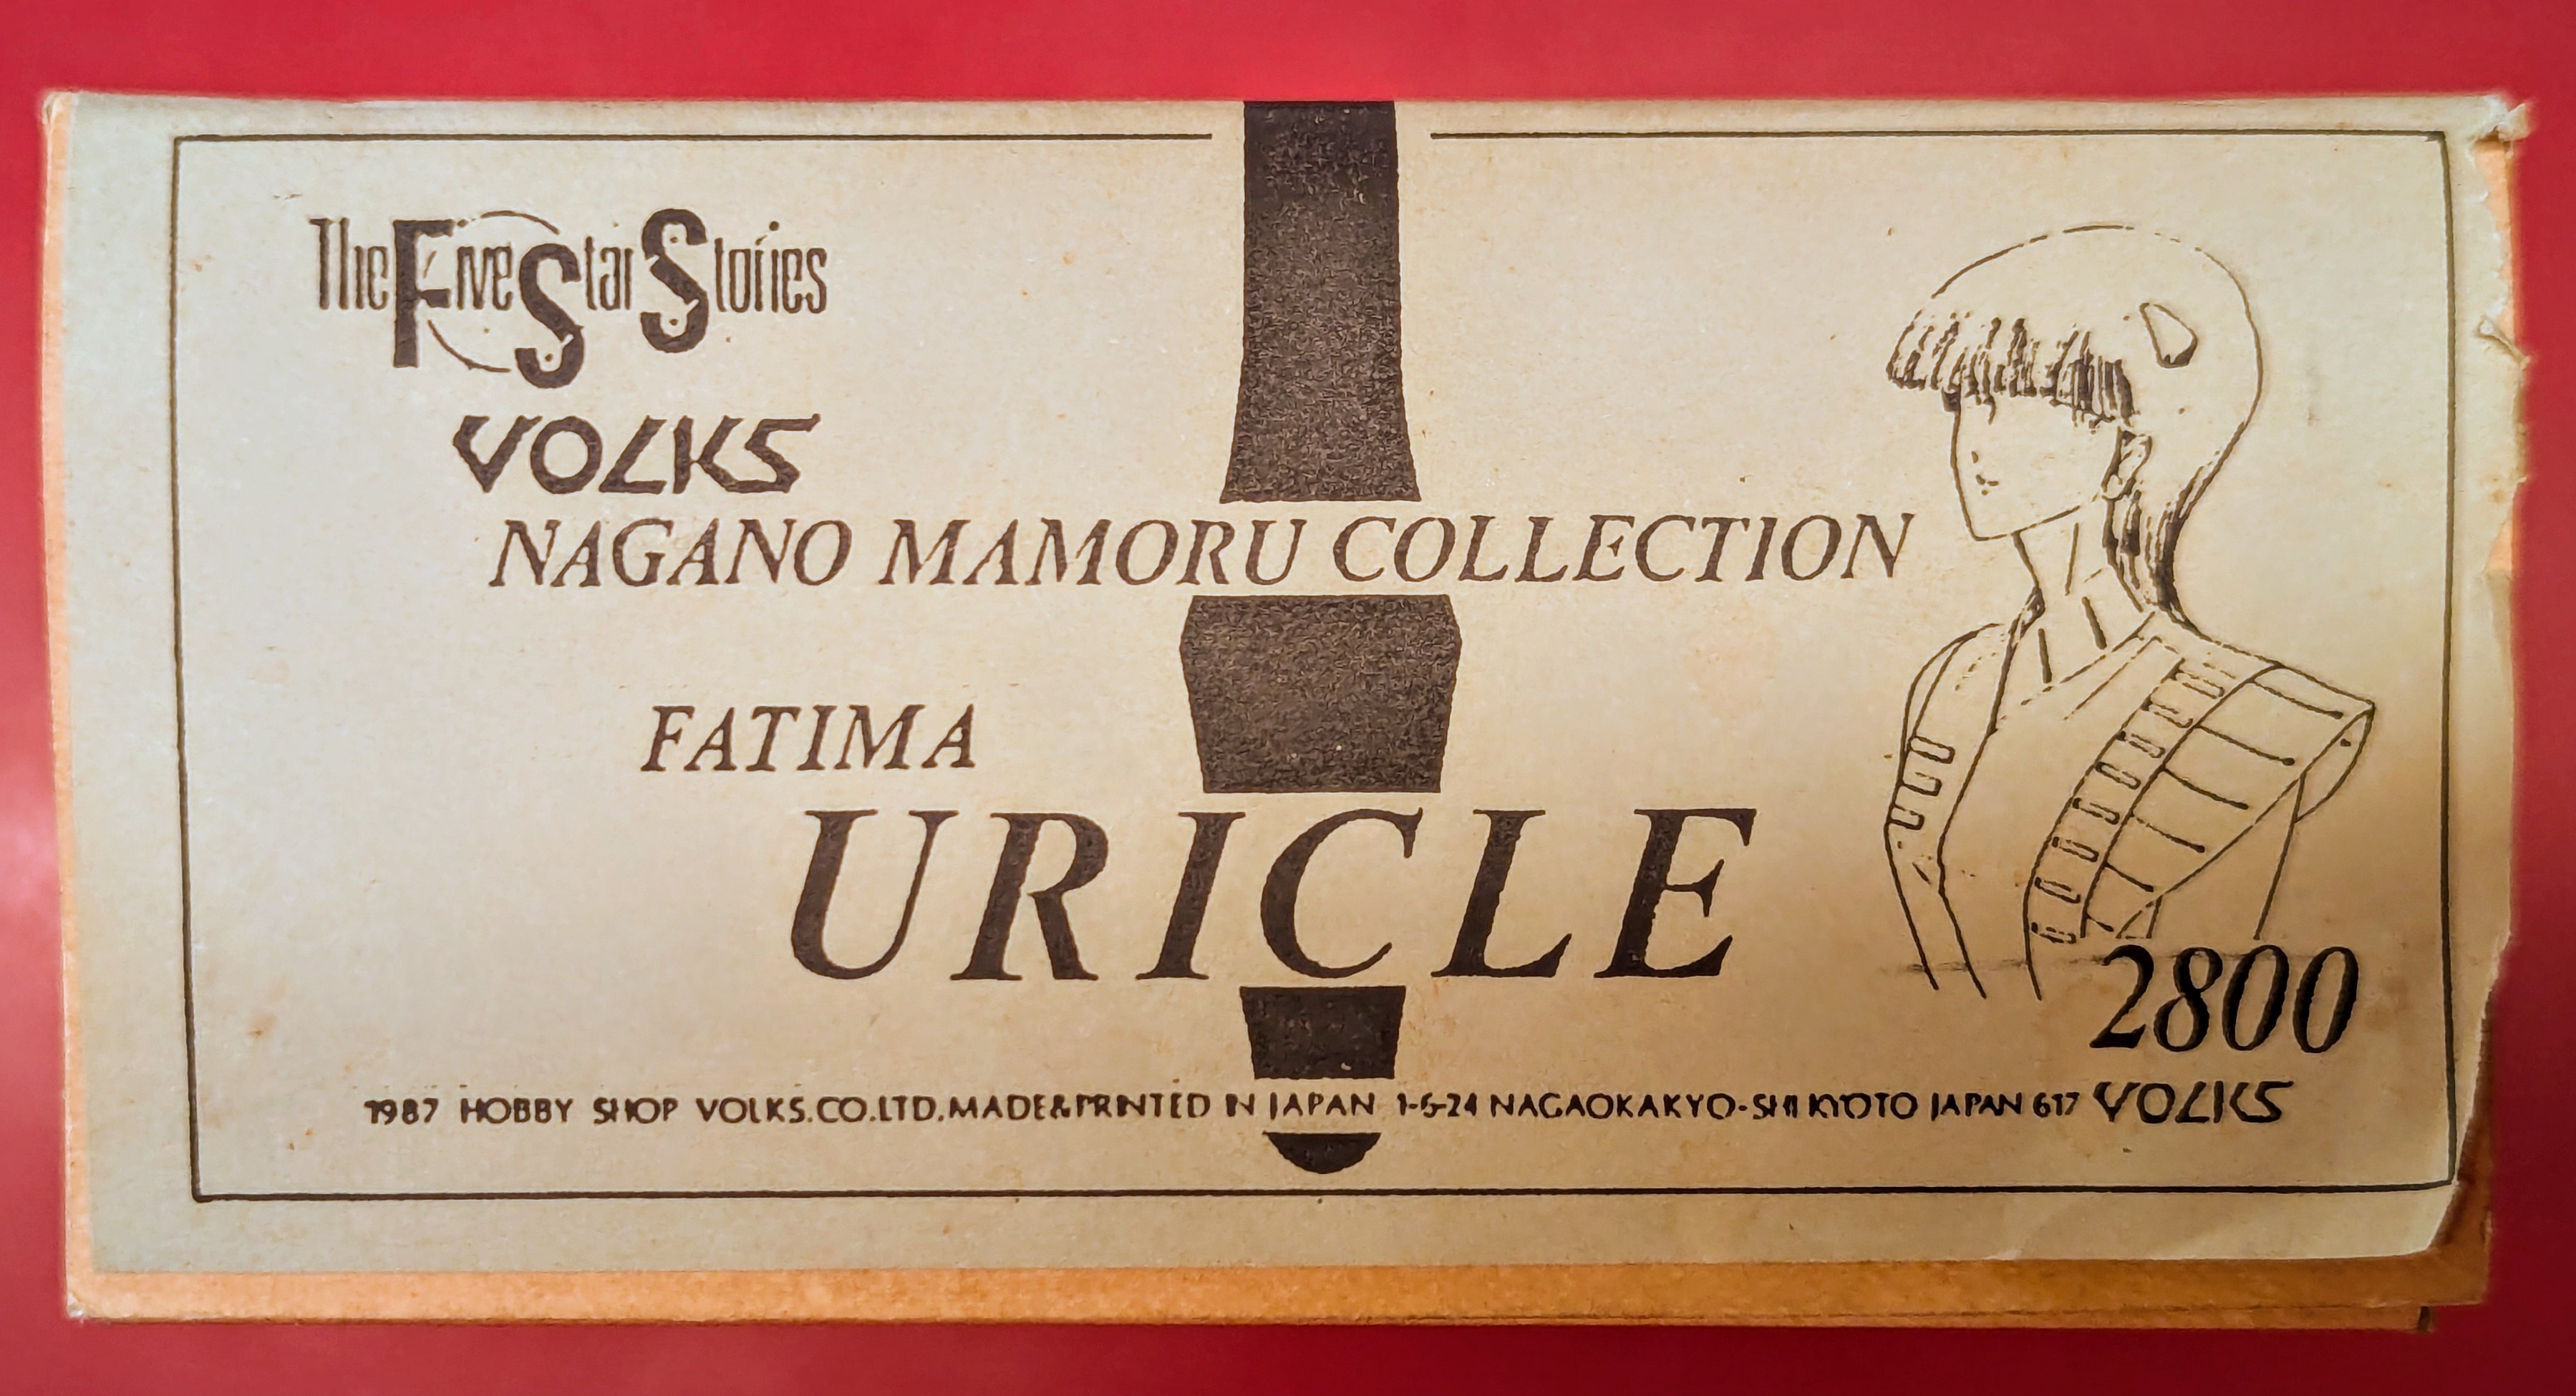 The Five Star Stories
VOLKS
NAGANO MAMORU COLLECTION
FATIMA
URICLE
2800
1987 HOBBY SHOP VOLKS.CO.LTD.MADE&PRINTED IN JAPAN 1-6-24 NAGAOKAKYO-SHI KYOTO JAPAN 617 VOLKS